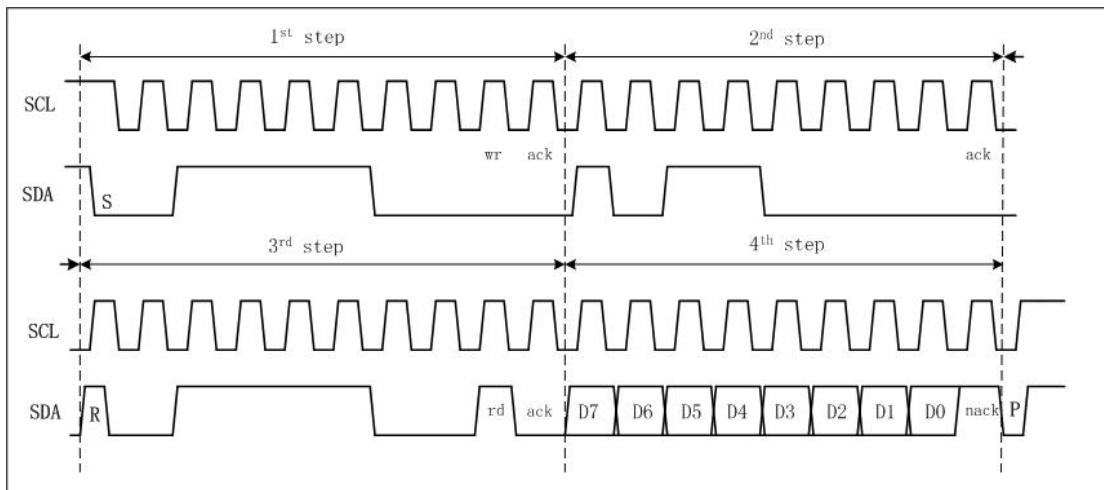 1st step 2nd step
SCL
wr ack ack
SDA S
3rd step 4th step
SCL
SDA R rd ack D7 D6 D5 D4 D3 D2 D1 D0 nack P